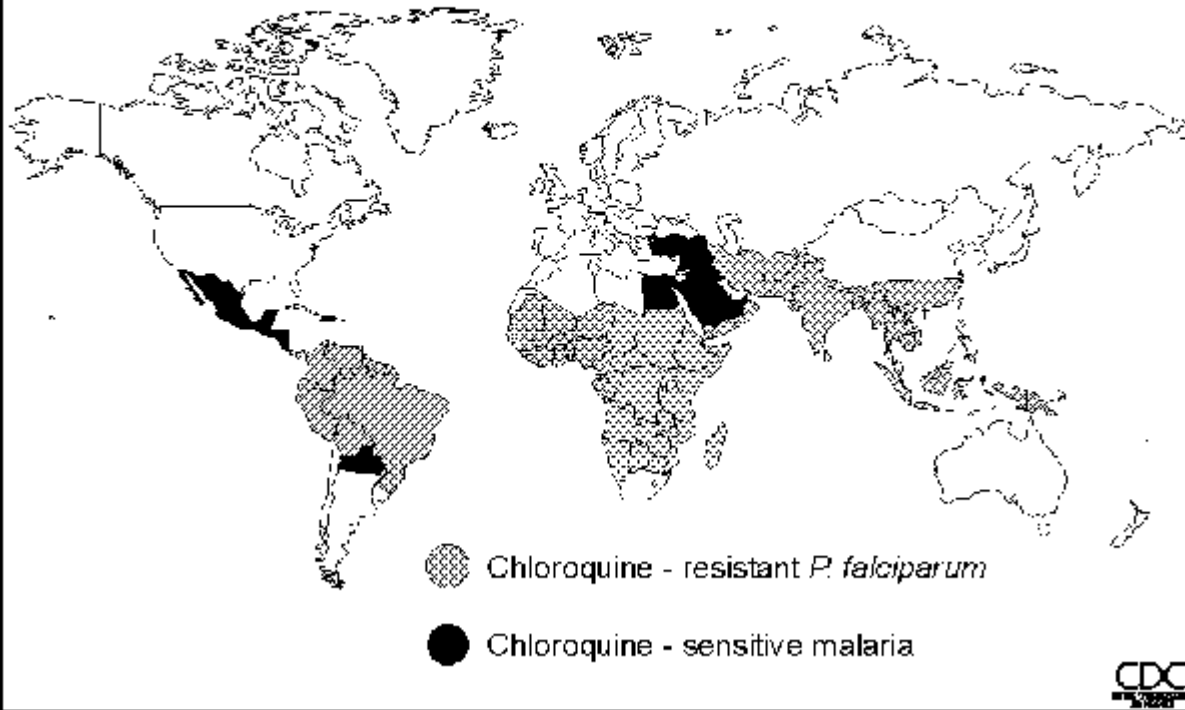 Chloroquine - resistant P. falciparum
Chloroquine - sensitive malaria
CDC